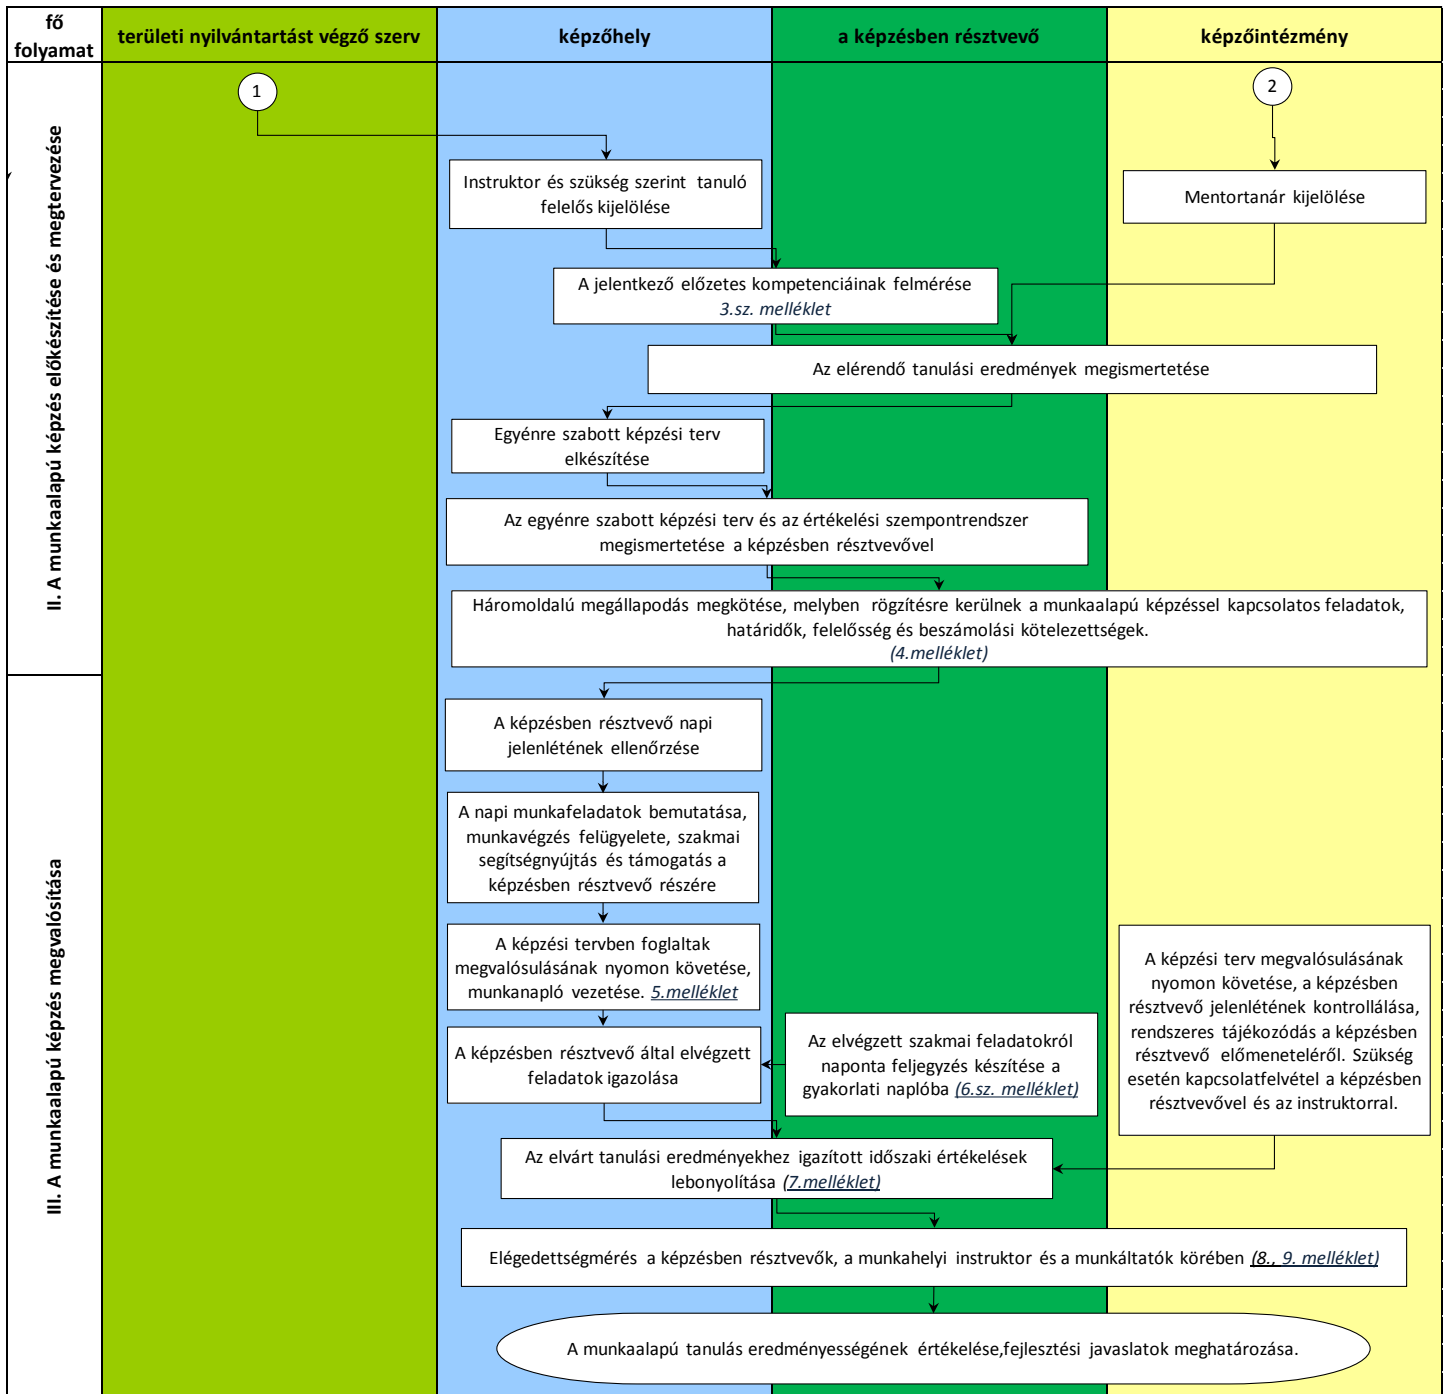 fő
folyamat
területi nyilvántartást végző szerv
képzőhely
a képzésben résztvevő
képzőintézmény
II. A munkaalapú képzés előkészítése és megtervezése
1
2
Instruktor és szükség szerint tanuló
felelős kijelölése
Mentortanár kijelölése
A jelentkező előzetes kompetenciáinak felmérése
3.sz. melléklet
Az elérendő tanulási eredmények megismertetése
Egyénre szabott képzési terv
elkészítése
Az egyénre szabott képzési terv és az értékelési szempontrendszer
megismertetése a képzésben résztvevővel
Háromoldalú megállapodás megkötése, melyben rögzítésre kerülnek a munkaalapú képzéssel kapcsolatos feladatok,
határidők, felelősség és beszámolási kötelezettségek.
(4.melléklet)
III. A munkaalapú képzés megvalósítása
A képzésben résztvevő napi
jelenlétének ellenőrzése
A napi munkafeladatok bemutatása,
munkavégzés felügyelete, szakmai
segítségnyújtás és támogatás a
képzésben résztvevő részére
A képzési tervben foglaltak
megvalósulásának nyomon követése,
munkanapló vezetése. 5.melléklet
A képzésben résztvevő által elvégzett
feladatok igazolása
Az elvégzett szakmai feladatokról
naponta feljegyzés készítése a
gyakorlati naplóba (6.sz. melléklet)
A képzési terv megvalósulásának
nyomon követése, a képzésben
résztvevő jelenlétének kontrollálása,
rendszeres tájékozódás a képzésben
résztvevő előmeneteléről. Szükség
esetén kapcsolatfelvétel a képzésben
résztvevővel és az instruktorral.
Az elvárt tanulási eredményekhez igazított időszaki értékelések
lebonyolítása (7.melléklet)
Elégedettségmérés a képzésben résztvevők, a munkahelyi instruktor és a munkáltatók körében (8., 9. melléklet)
A munkaalapú tanulás eredményességének értékelése,fejlesztési javaslatok meghatározása.